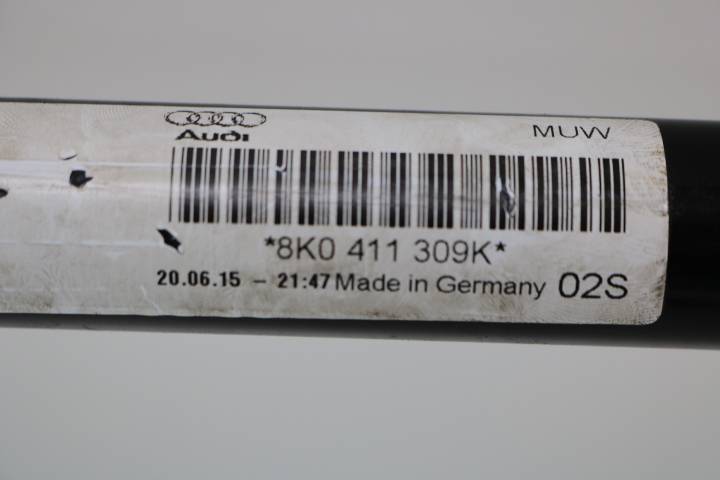 Audi
MUW
*8K0 411 309K*
20.06.15 - 21:47 Made in Germany 02S